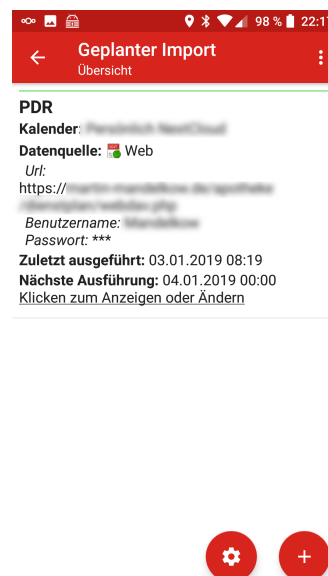 98 % 22:17
Geplanter Import
Übersicht
PDR
Kalender:
Datenquelle: Web
Url:
https://
Benutzername:
Passwort: ***
Zuletzt ausgeführt: 03.01.2019 08:19
Nächste Ausführung: 04.01.2019 00:00
Klicken zum Anzeigen oder Ändern